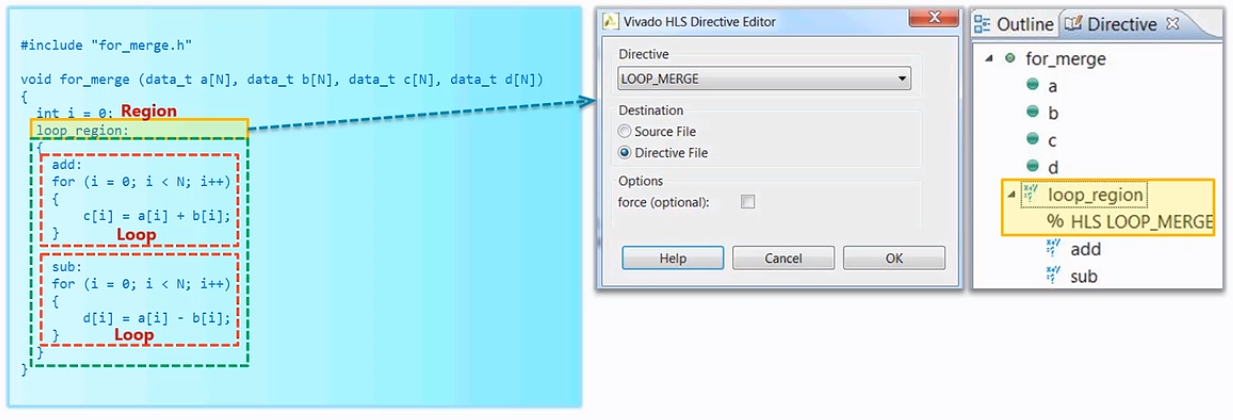 #include "for_merge.h"
void for_merge (data_t a[N], data_t b[N], data_t c[N], data_t d[N])
{
int i = 0; Region
loop_region:
{
add:
for (i = 0; i < N; i++)
{
c[i] = a[i] + b[i];
}
Loop
sub:
for (i = 0; i < N; i++)
{
d[i] = a[i] - b[i];
}
Loop
}
}
Vivado HLS Directive Editor
Directive
LOOP_MERGE
Destination
Source File
Directive File
Options
force (optional):
Help
Cancel
OK
Outline
Directive
for_merge
a
b
c
d
loop_region
% HLS LOOP_MERGE
add
sub